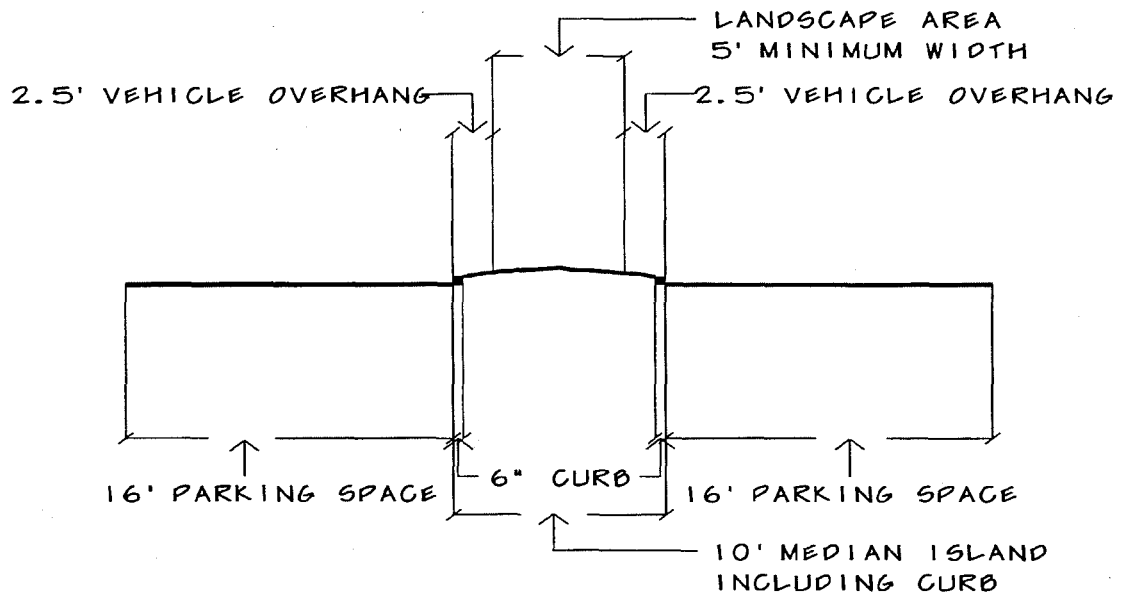 LANDSCAPE AREA
5' MINIMUM WIDTH
2.5' VEHICLE OVERHANG
2.5' VEHICLE OVERHANG
6" CURB
16' PARKING SPACE
16' PARKING SPACE
10' MEDIAN ISLAND
INCLUDING CURB